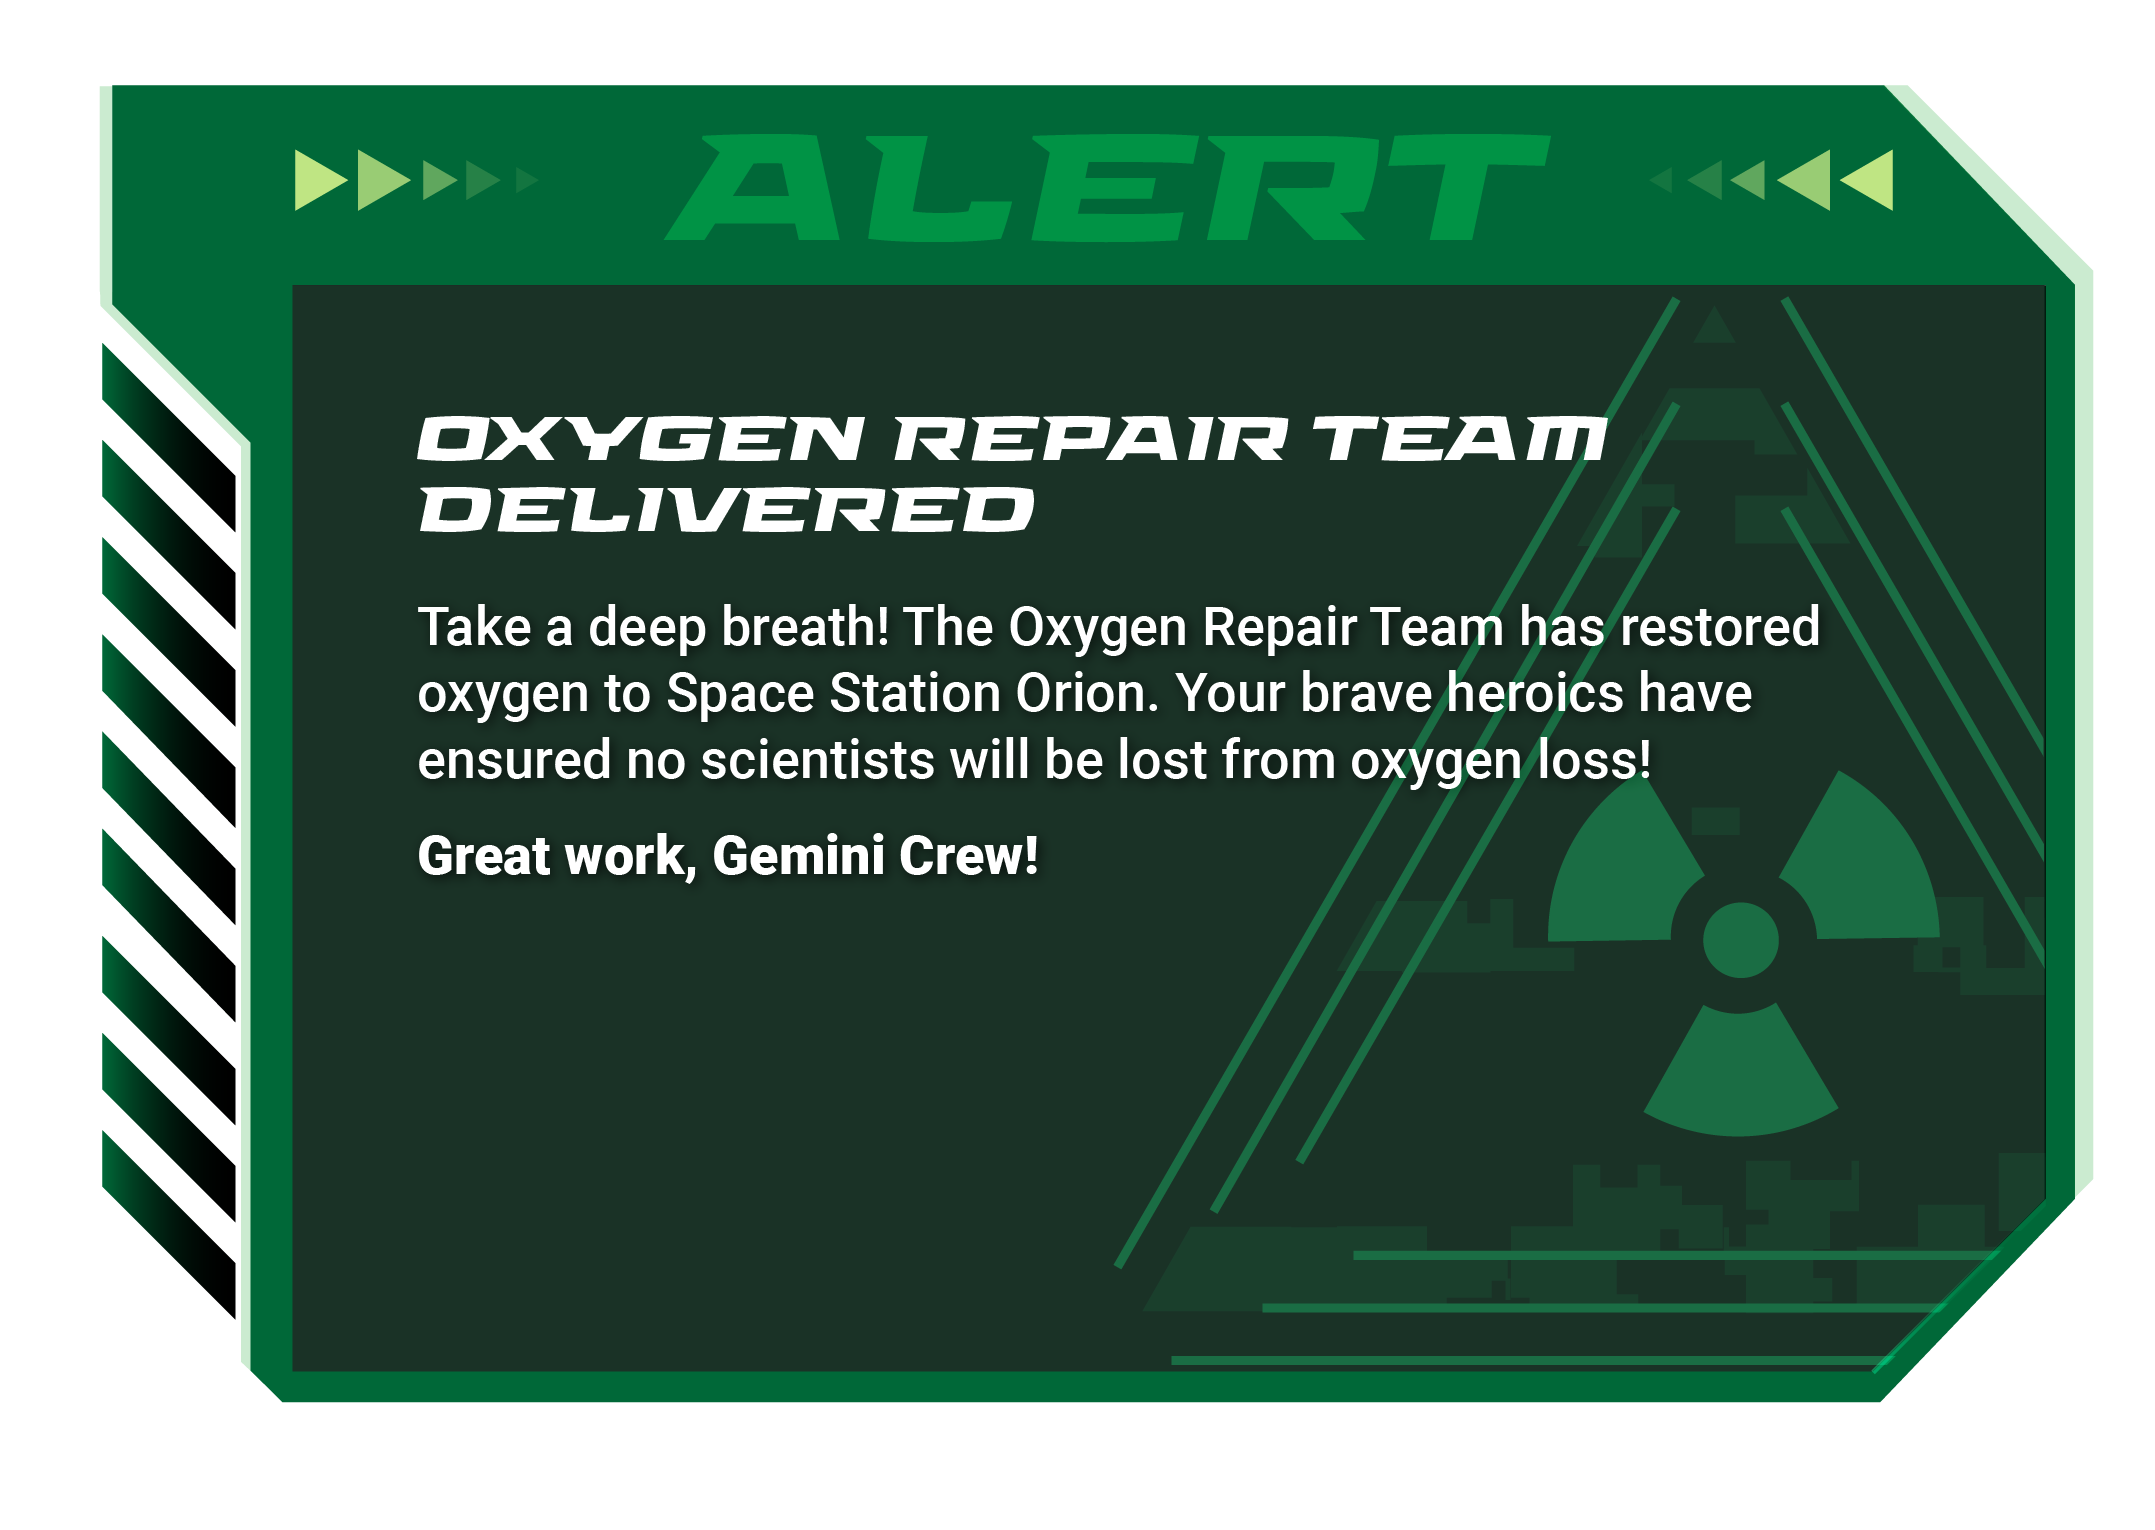 ALERT
OXYGEN REPAIR TEAM
DELIVERED
Take a deep breath! The Oxygen Repair Team has restored
oxygen to Space Station Orion. Your brave heroics have
ensured no scientists will be lost from oxygen loss!
Great work, Gemini Crew!